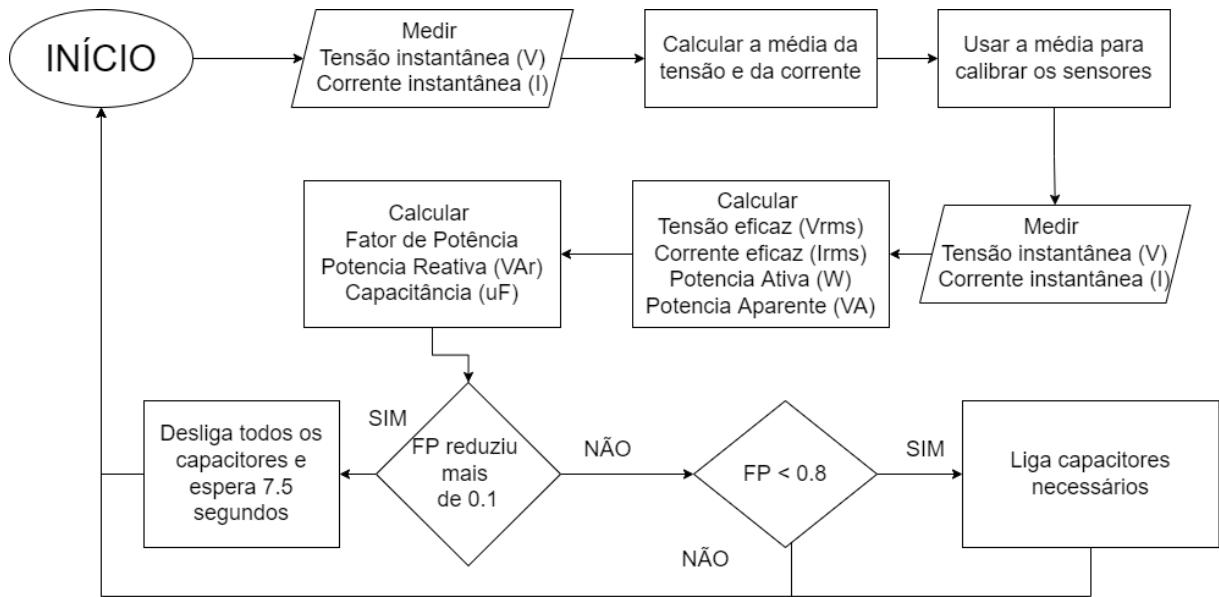 INÍCIO
Medir
Tensão instantânea (V)
Corrente instantânea (I)
Calcular a média da
tensão e da corrente
Usar a média para
calibrar os sensores
Medir
Tensão instantânea (V)
Corrente instantânea (I)
Calcular
Tensão eficaz (Vrms)
Corrente eficaz (Irms)
Potencia Ativa (W)
Potencia Aparente (VA)
Calcular
Fator de Potência
Potencia Reativa (VAr)
Capacitância (uF)
FP reduziu
mais
de 0.1
SIM
Desliga todos os
capacitores e
espera 7.5
segundos
NÃO
FP < 0.8
SIM
Liga capacitores
necessários
NÃO